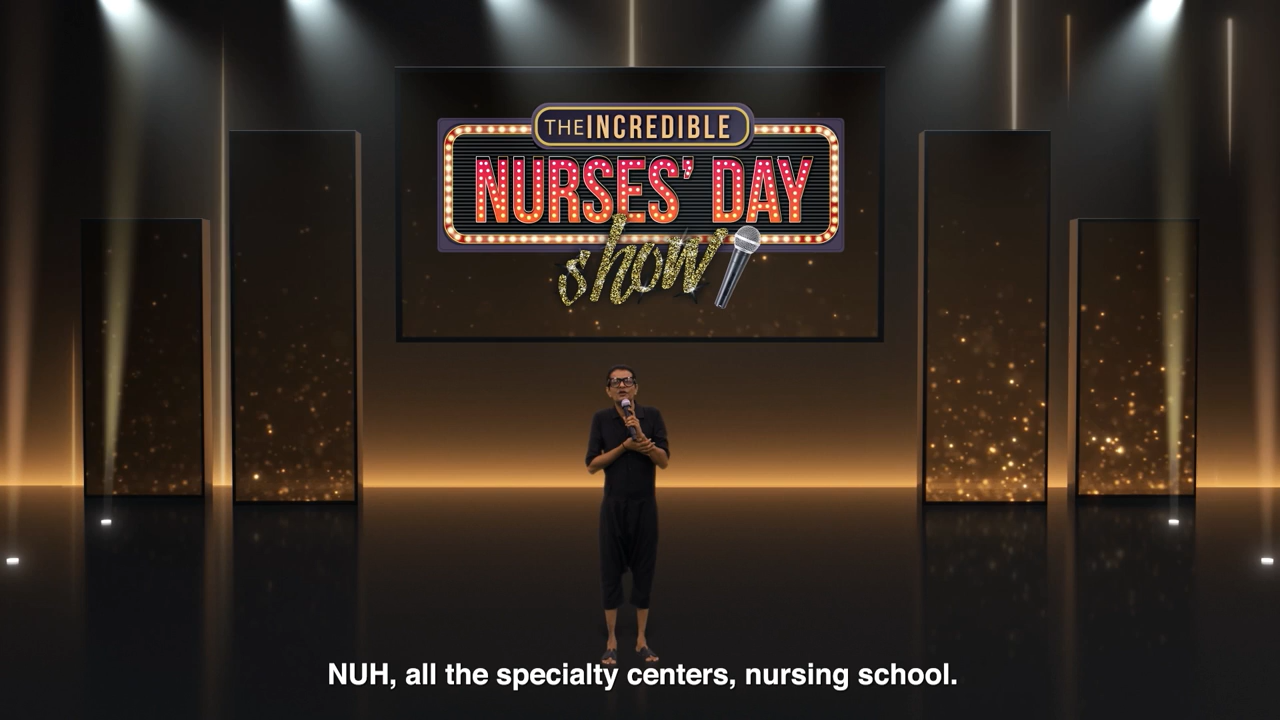 THE INCREDIBLE
NURSES' DAY
show
NUH, all the specialty centers, nursing school.